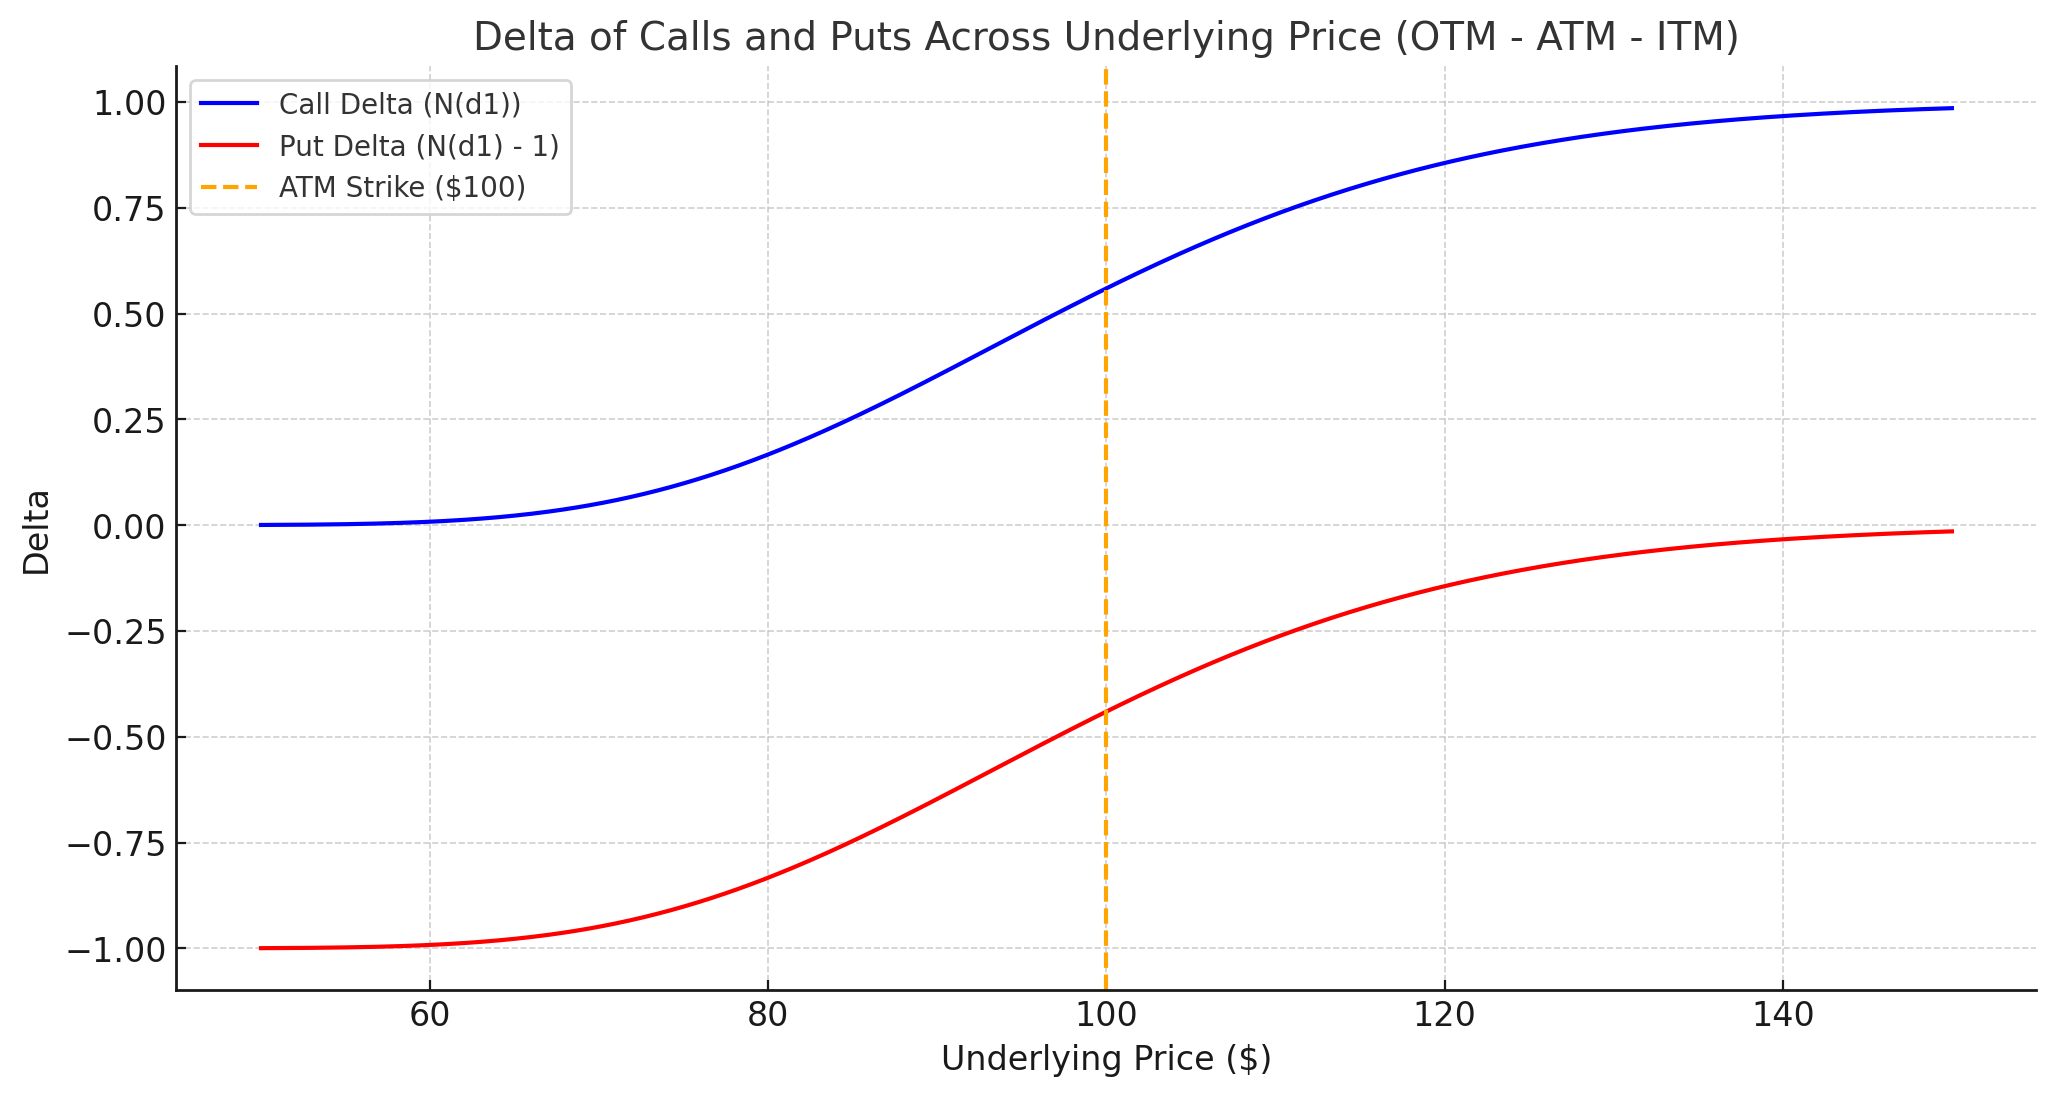 Delta of Calls and Puts Across Underlying Price (OTM - ATM - ITM)
Call Delta (N(d1))
Put Delta (N(d1) - 1)
ATM Strike ($100)
1.00
0.75
0.50
0.25
0.00
−0.25
−0.50
−0.75
−1.00
Delta
60 80 100 120 140
Underlying Price ($)